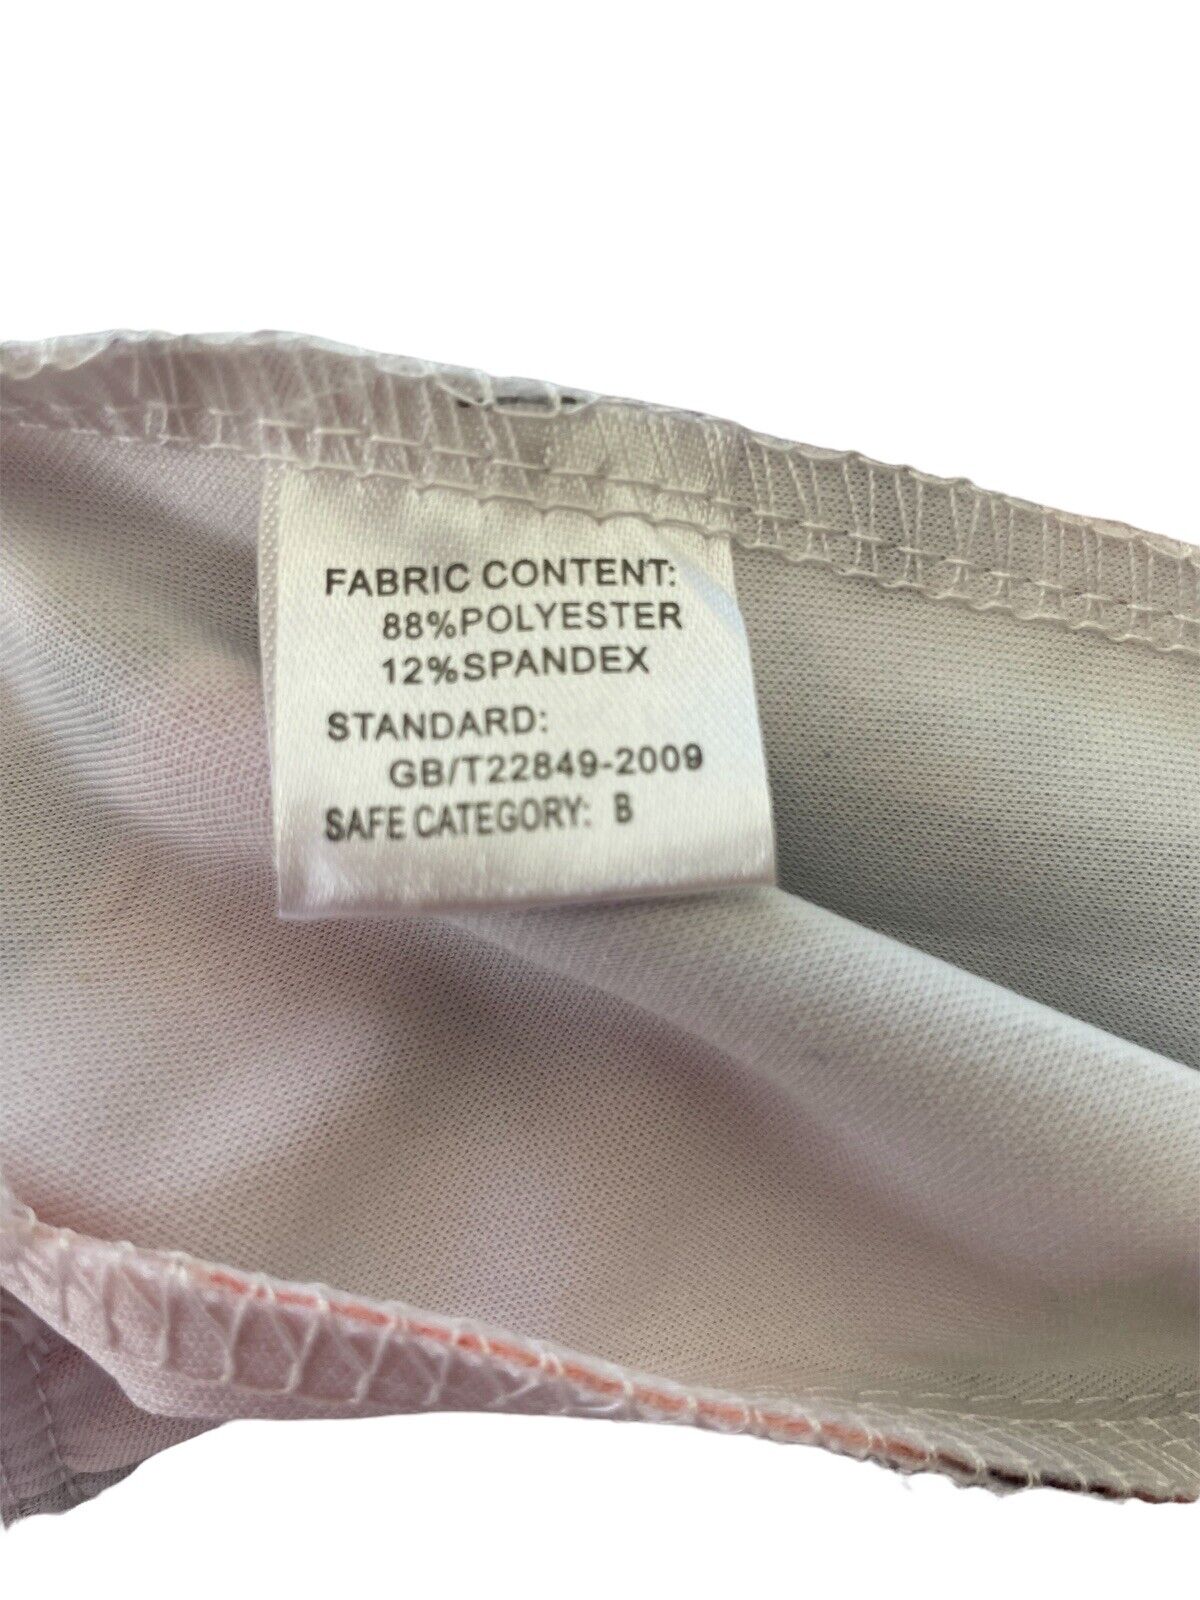 FABRIC CONTENT:
88%POLYESTER
12%SPANDEX
STANDARD:
GB/T22849-2009
SAFE CATEGORY: B